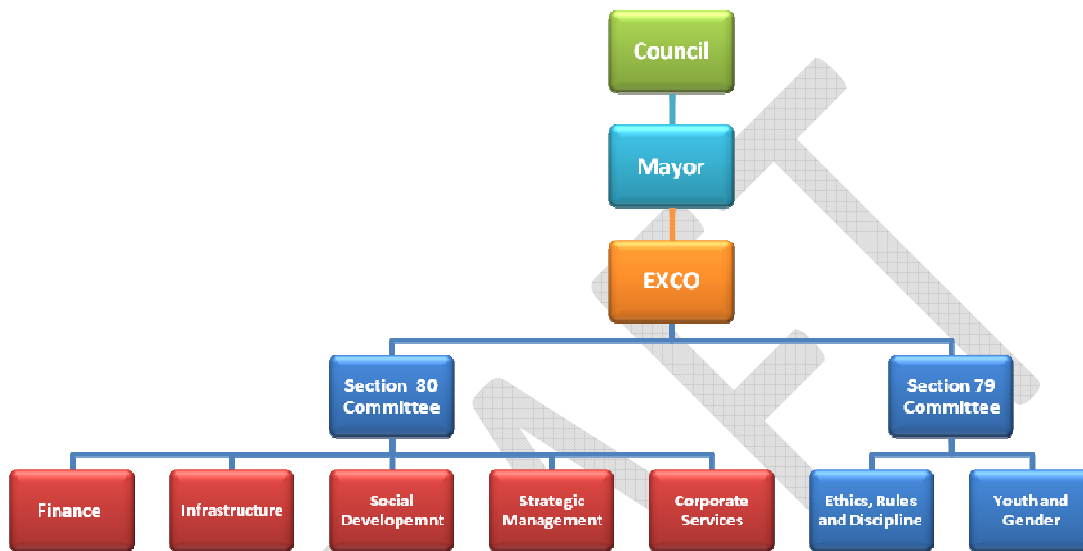 Council
Mayor
EXCO
Section 80
Committee
Section 79
Committee
Finance
Infrastructure
Social
Developemnt
Strategic
Management
Corporate
Services
Ethics, Rules
and Discipline
Youth and
Gender